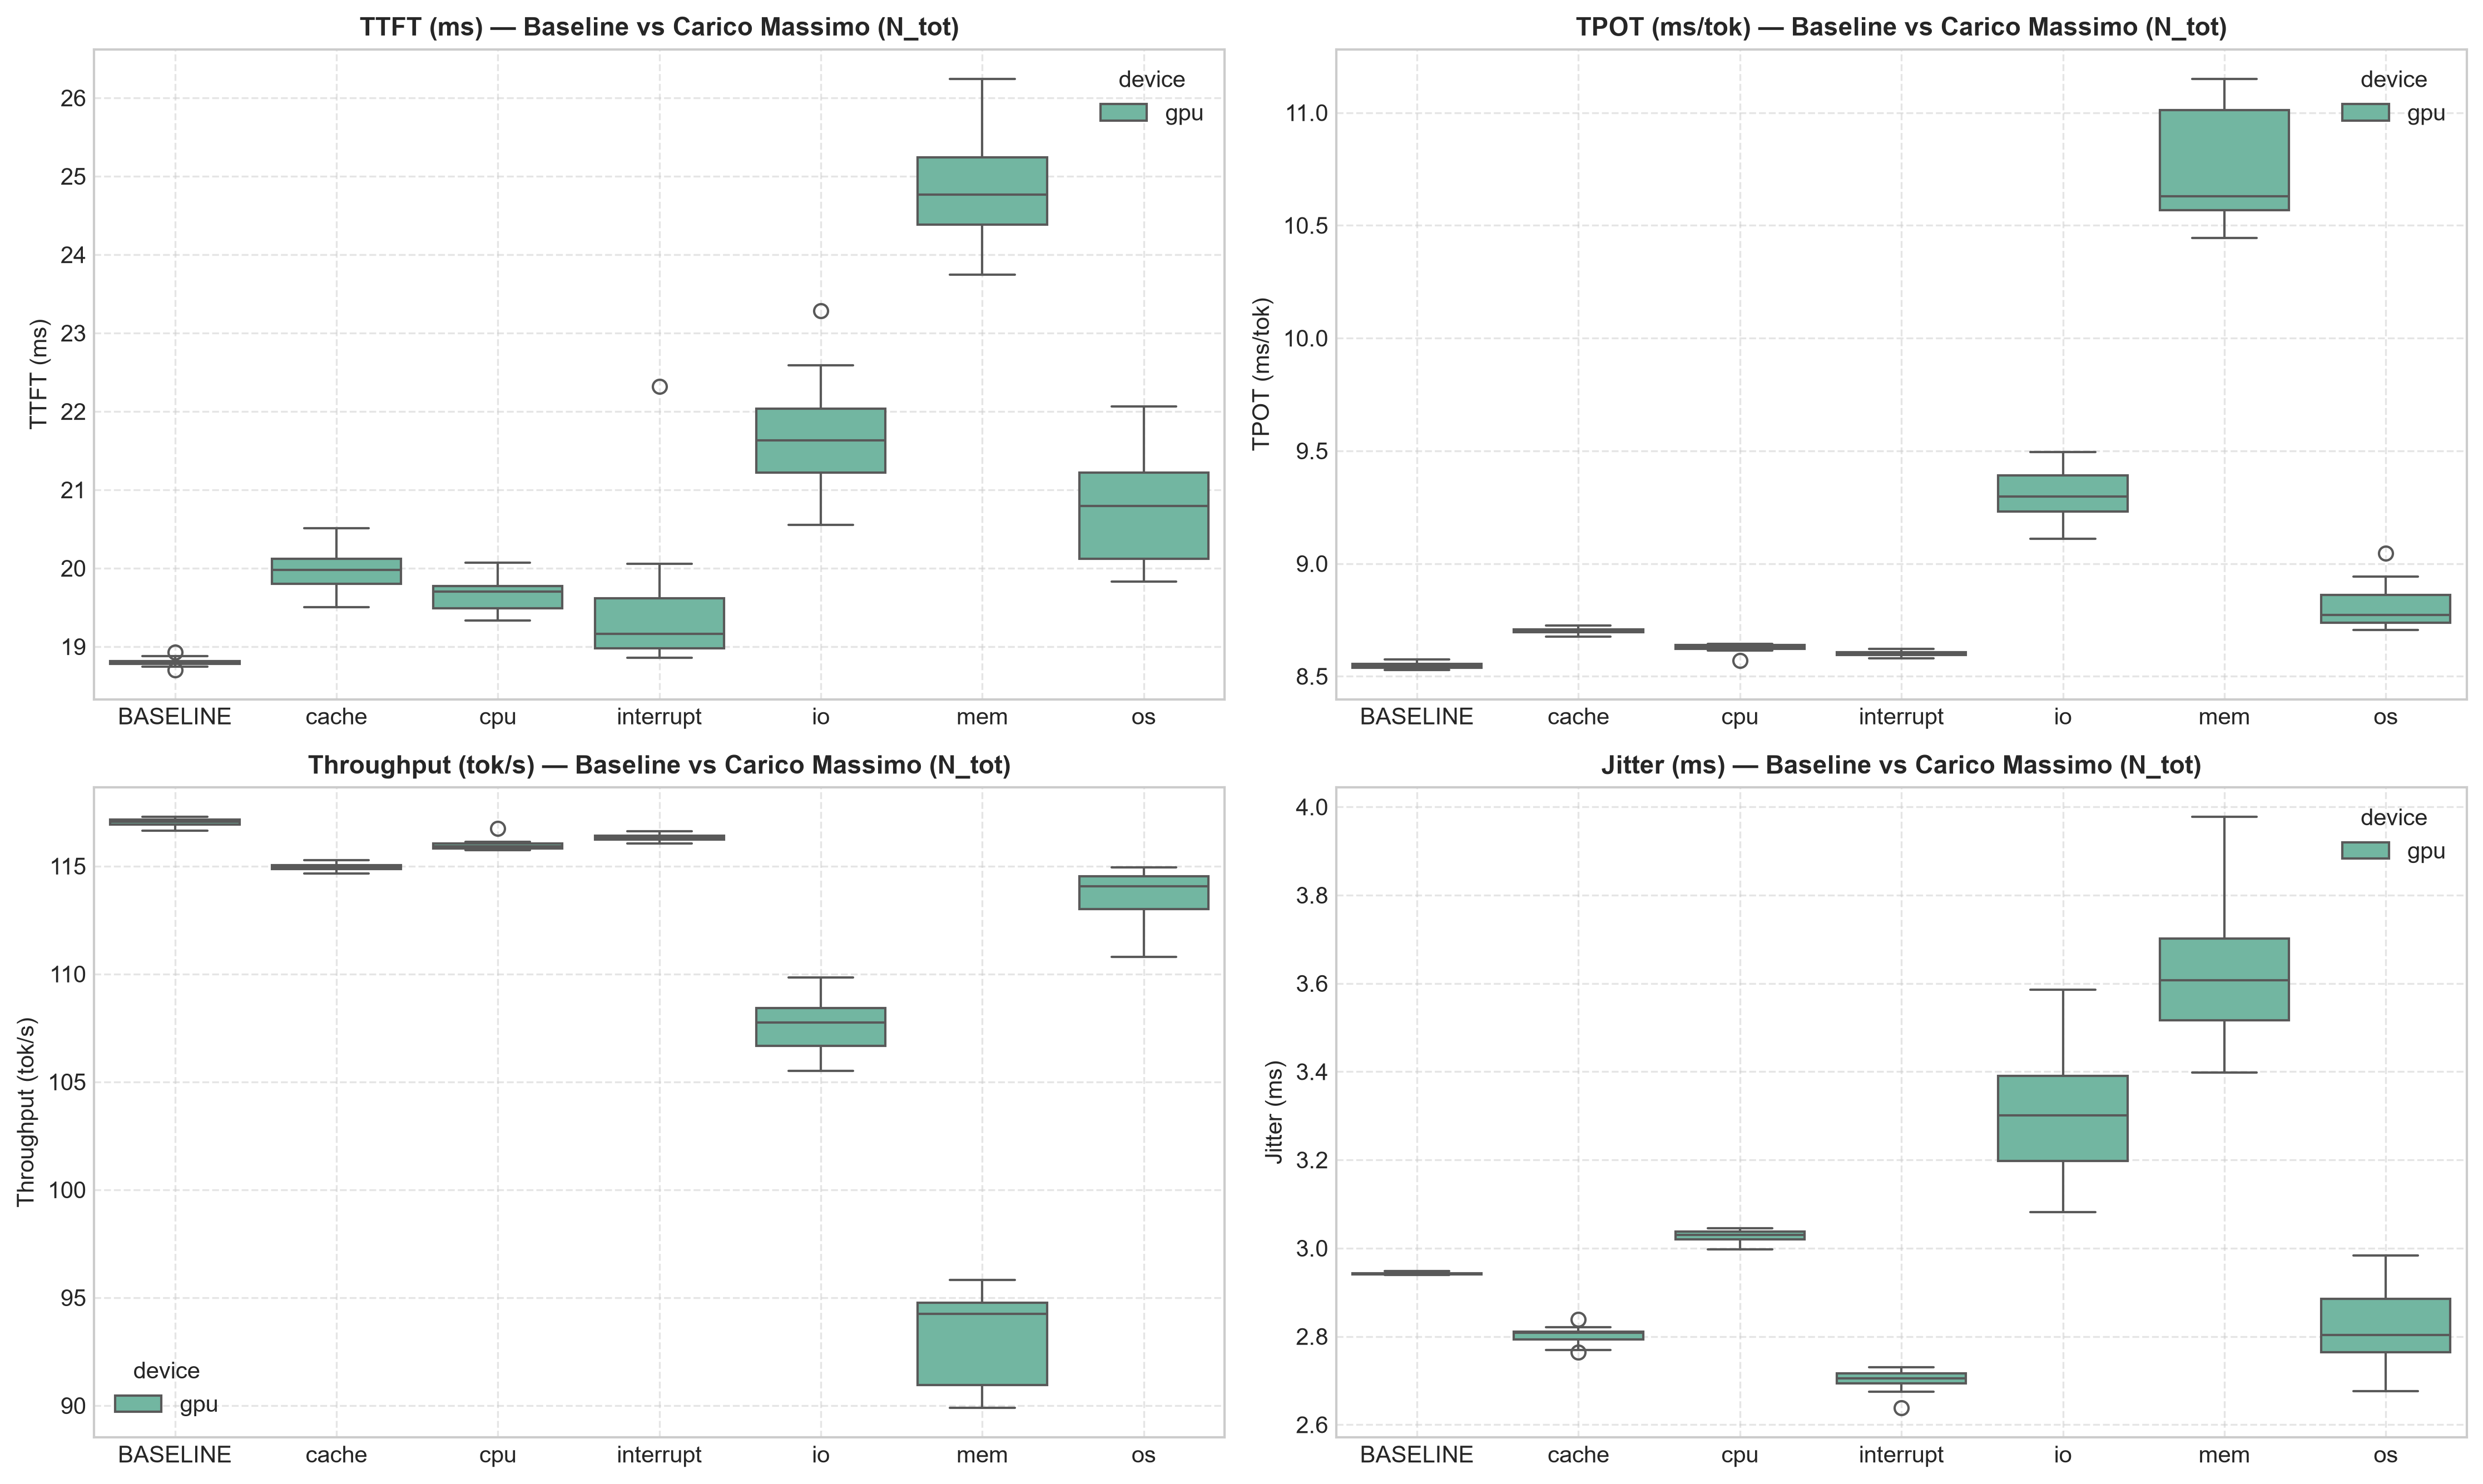 TTFT (ms) — Baseline vs Carico Massimo (N_tot)
TTFT (ms)
26
25
24
23
22
21
20
19
device
gpu
BASELINE cache cpu interrupt io mem os
TPOT (ms/tok) — Baseline vs Carico Massimo (N_tot)
TPOT (ms/tok)
11.0
10.5
10.0
9.5
9.0
8.5
device
gpu
BASELINE cache cpu interrupt io mem os
Throughput (tok/s) — Baseline vs Carico Massimo (N_tot)
Throughput (tok/s)
115
110
105
100
95
90
device
gpu
BASELINE cache cpu interrupt io mem os
Jitter (ms) — Baseline vs Carico Massimo (N_tot)
Jitter (ms)
4.0
3.8
3.6
3.4
3.2
3.0
2.8
2.6
device
gpu
BASELINE cache cpu interrupt io mem os